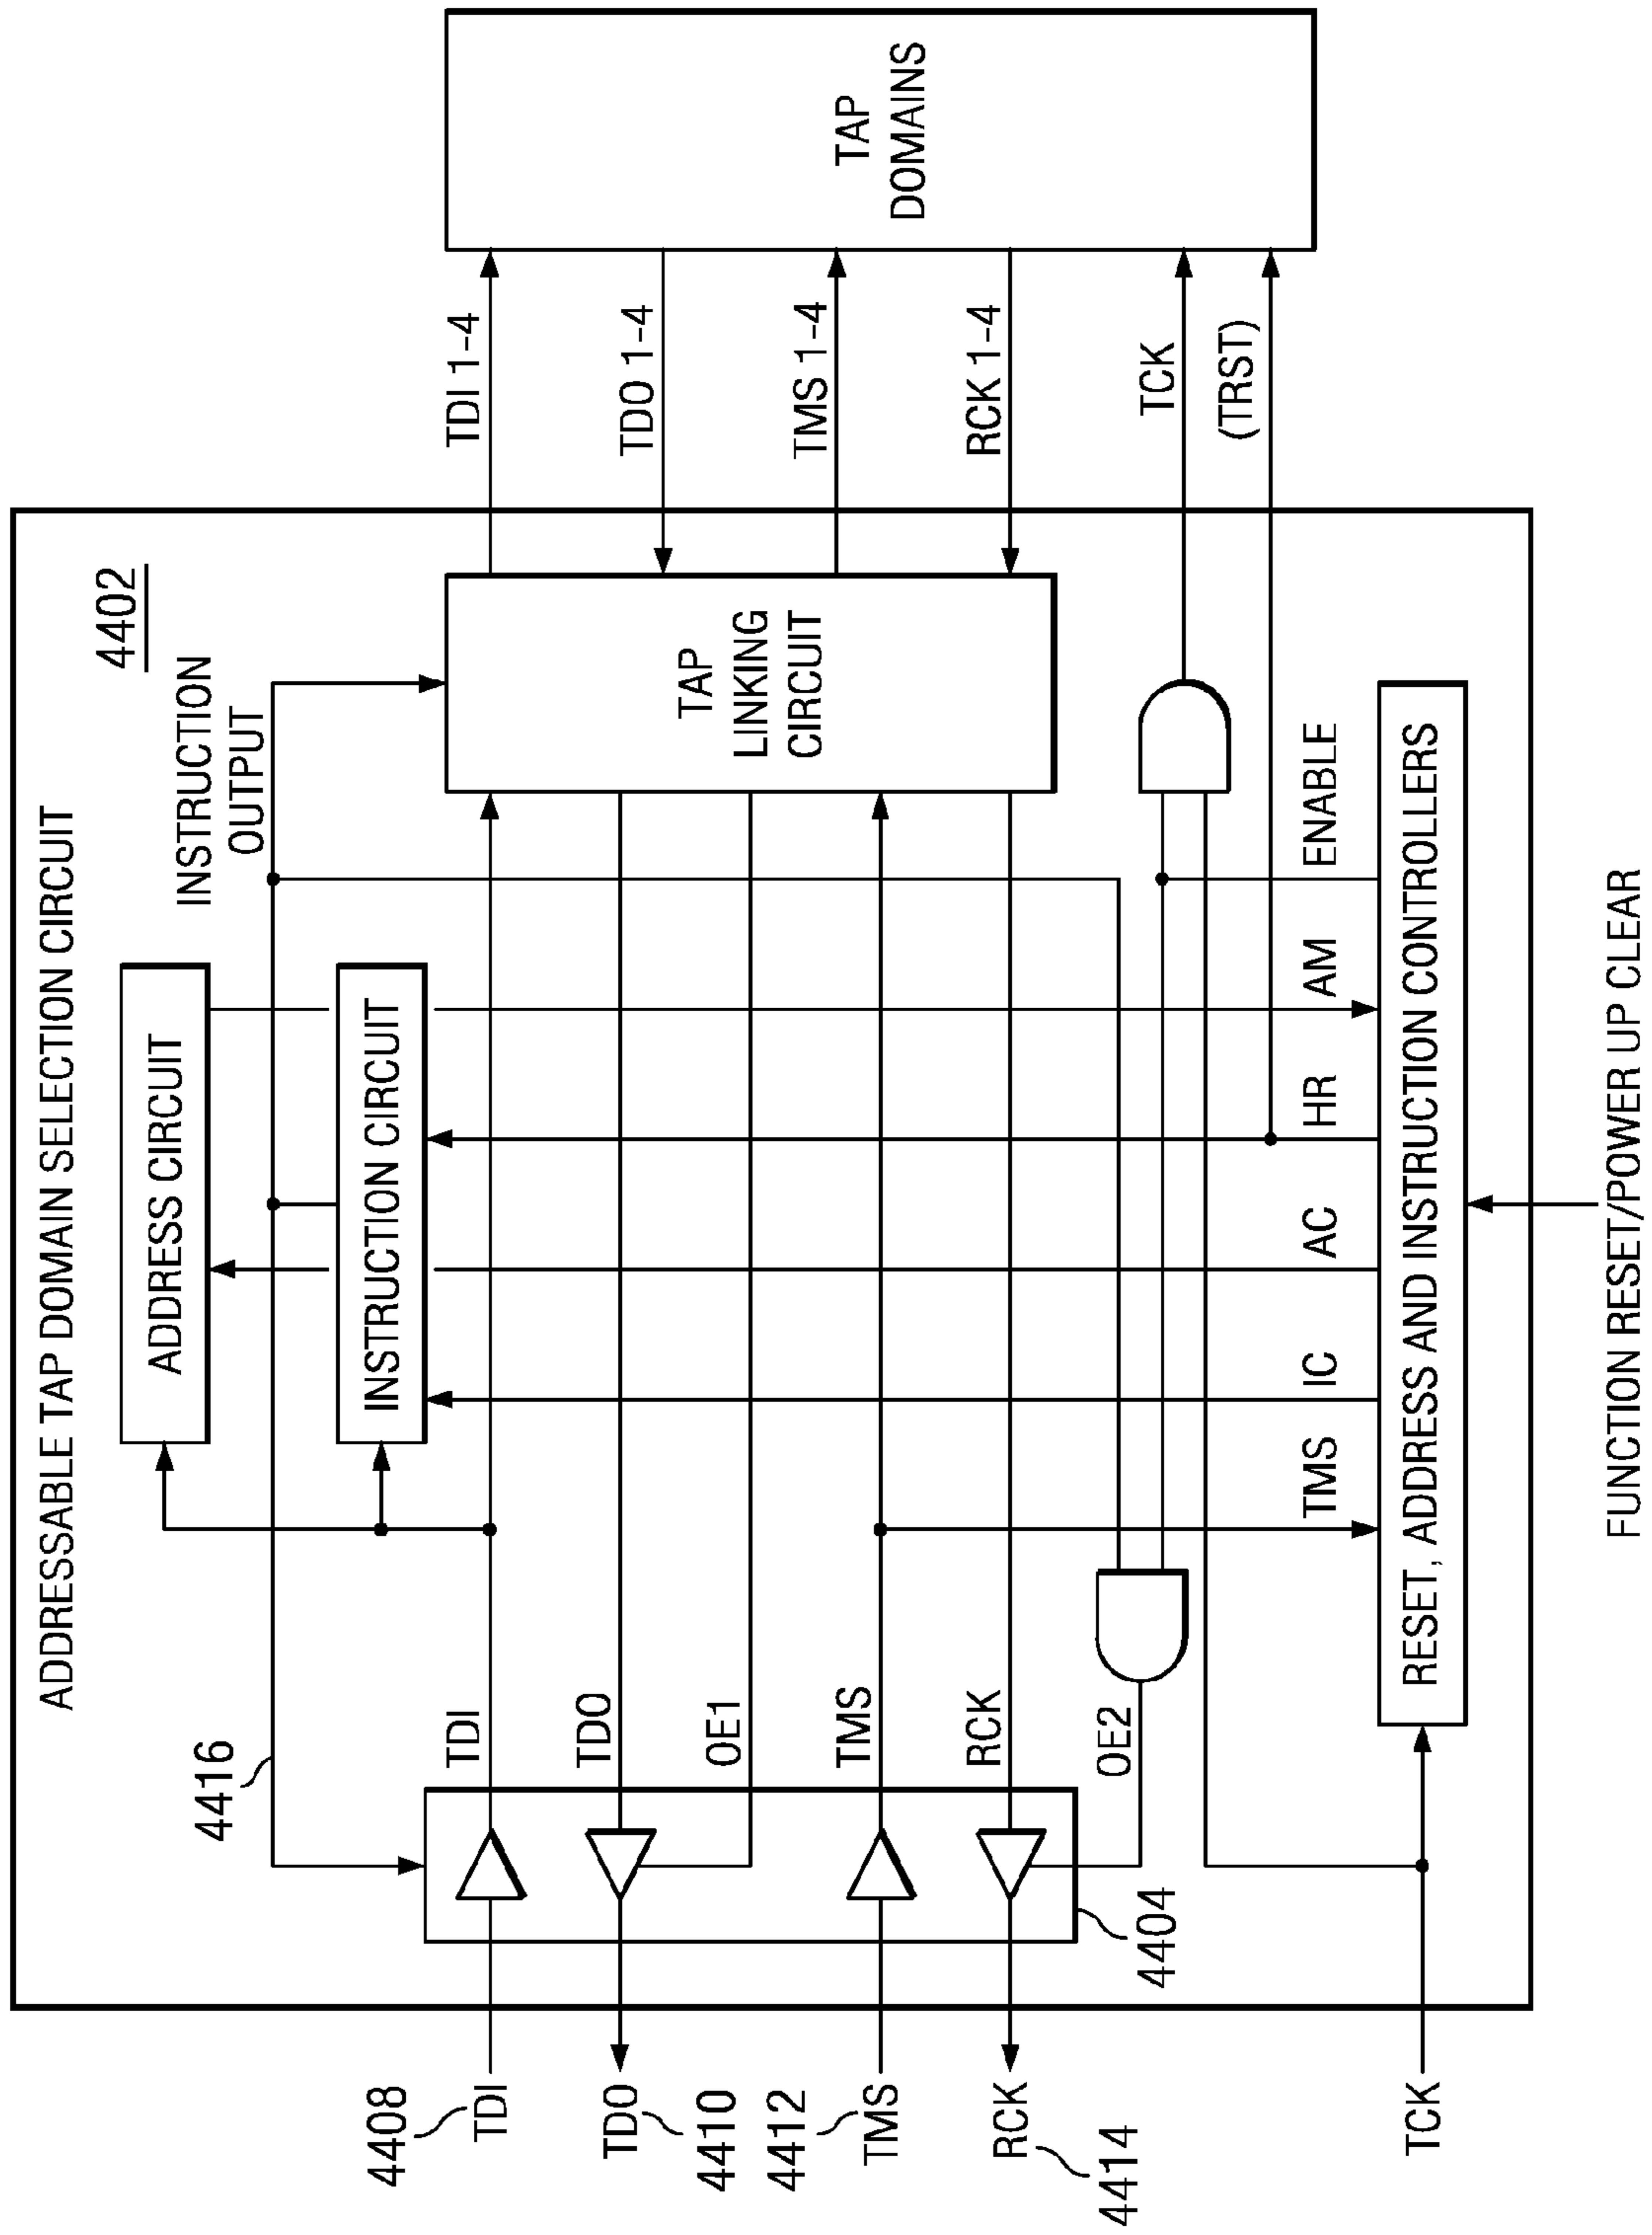 ADDRESSABLE TAP DOMAIN SELECTION CIRCUIT
4402
ADDRESS CIRCUIT
INSTRUCTION
OUTPUT
4416
INSTRUCTION CIRCUIT
4408
TDI
TDI
TDI 1-4
TDO
4410
TDO
TDO 1-4
OE1
TAP
LINKING
CIRCUIT
TAP
DOMAINS
4412
TMS
TMS
TMS 1-4
RCK
4414
RCK
RCK 1-4
4404
OE2
TCK
(TRST)
TMS
IC
AC
HR
AM
ENABLE
TCK
RESET, ADDRESS AND INSTRUCTION CONTROLLERS
FUNCTION RESET/POWER UP CLEAR